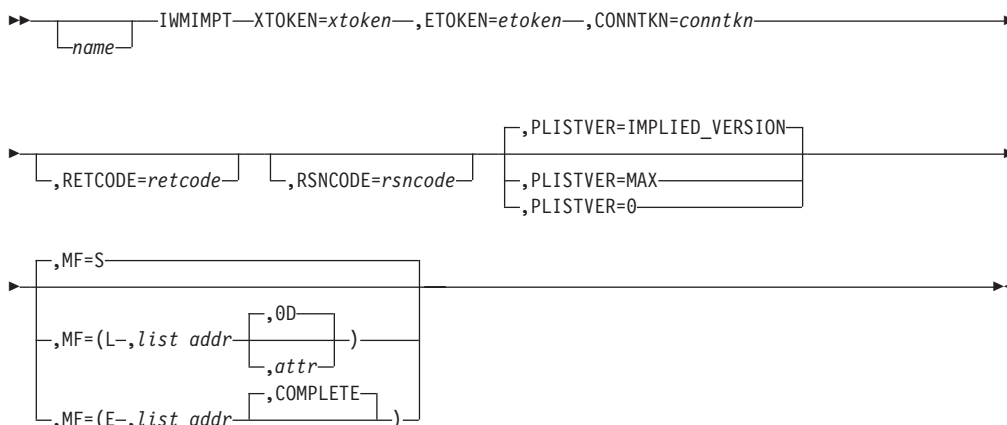 IWMIMPT XTOKEN=xtoken ,ETOKEN=etoken ,CONNTKN=conntkn
name
,PLISTVER=IMPLIED_VERSION
,RETCODE=retcode ,RSNCODE=rsncode ,PLISTVER=MAX
,PLISTVER=0
,MF=S
,0D
,MF=(L ,list addr )
,attr
,COMPLETE
,MF=(E ,list addr )